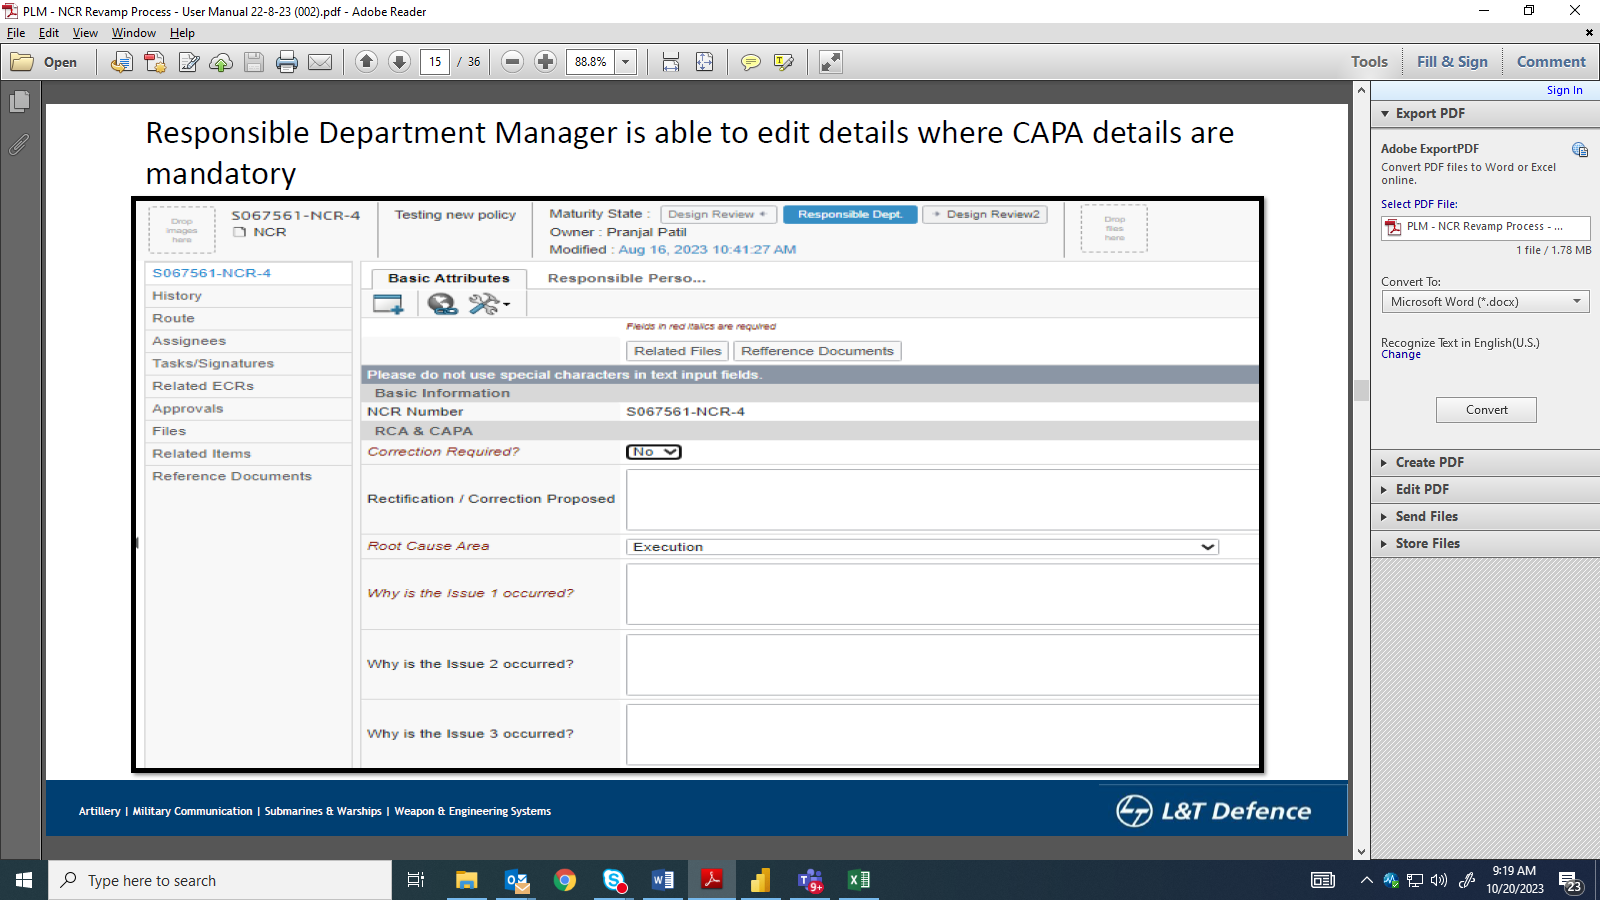 PLM - NCR Revamp Process - User Manual 22-8-23 (002).pdf - Adobe Reader
File Edit View Window Help
Open 15 / 36 88.8% Tools Fill & Sign Comment
Sign In
Export PDF
Adobe ExportPDF
Convert PDF files to Word or Excel
online.
Select PDF File:
PLM - NCR Revamp Process - ...
1 file / 1.78 MB
Convert To:
Microsoft Word (*.docx)
Recognize Text in English(U.S.)
Change
Convert
Create PDF
Edit PDF
Send Files
Store Files
Responsible Department Manager is able to edit details where CAPA details are
mandatory
Drop
images
here
S067561-NCR-4
NCR
Testing new policy
Maturity State : Design Review Responsible Dept. Design Review2
Owner : Pranjal Patil
Modified : Aug 16, 2023 10:41:27 AM
Drop
files
here
S067561-NCR-4
History
Route
Assignees
Tasks/Signatures
Related ECRs
Approvals
Files
Related Items
Reference Documents
Basic Attributes Responsible Perso...
Fields in red italics are required
Related Files Refference Documents
Please do not use special characters in text input fields.
Basic Information
NCR Number S067561-NCR-4
RCA & CAPA
Correction Required? No
Rectification / Correction Proposed
Root Cause Area Execution
Why is the Issue 1 occurred?
Why is the Issue 2 occurred?
Why is the Issue 3 occurred?
Artillery | Military Communication | Submarines & Warships | Weapon & Engineering Systems
L&T Defence
Type here to search
9+
9:19 AM
10/20/2023
23